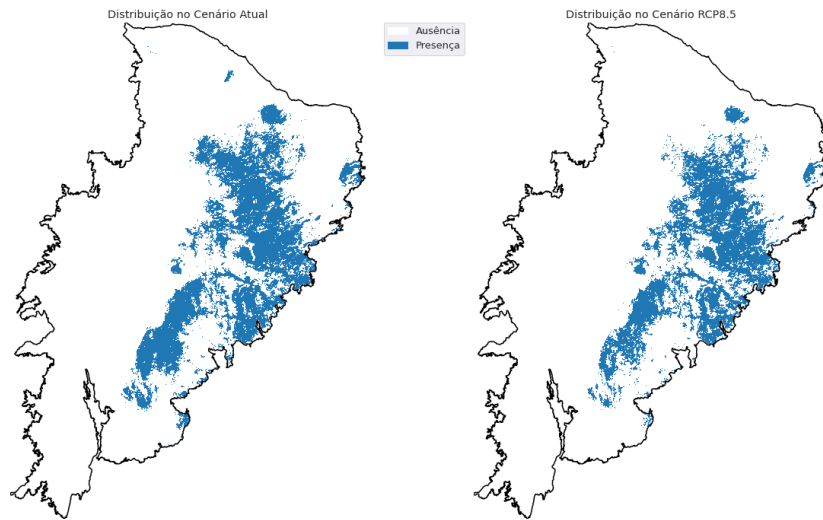 Distribuição no Cenário Atual
Distribuição no Cenário RCP8.5
Ausência
Presença